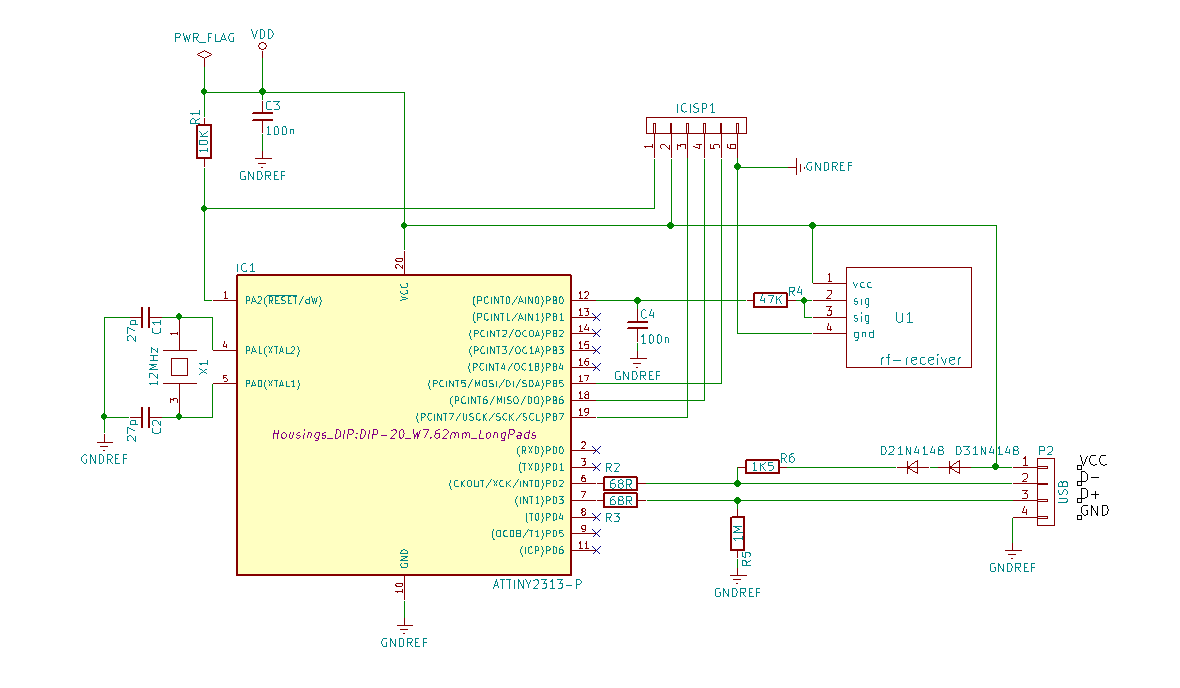 PWR_FLAG
VDD
R1
10K
C3
100n
GNDREF
ICISP1
1 2 3 4 5 6
GNDREF
IC1
20
VCC
1 PA2(RESET/dW)
4 PA1(XTAL2)
5 PA0(XTAL1)
(PCINT0/AIN0)PB0 12
(PCINT1/AIN1)PB1 13
(PCINT2/OC0A)PB2 14
(PCINT3/OC1A)PB3 15
(PCINT4/OC1B)PB4 16
(PCINT5/MOSI/DI/SDA)PB5 17
(PCINT6/MISO/DO)PB6 18
(PCINT7/USCK/SCK/SCL)PB7 19
Housings_DIP:DIP-20_W7.62mm_LongPads
(RXD)PD0 2
(TXD)PD1 3
(CKOUT/XCK/INT0)PD2 6
(INT1)PD3 7
(T0)PD4 8
(OC0B/T1)PD5 9
(ICP)PD6 11
GND
10
ATTINY2313-P
GNDREF
27p
C1
1
12MHz
X1
3
27p
C2
GNDREF
47K
R4
C4
100n
GNDREF
1 vcc
2 sig
3 sig
4 gnd
U1
rf-receiver
R2
68R
68R
R3
1K5
R6
1M
R5
GNDREF
D21N4148
D31N4148
P2
1
2
3
4
USB
VCC
D-
D+
GND
GNDREF